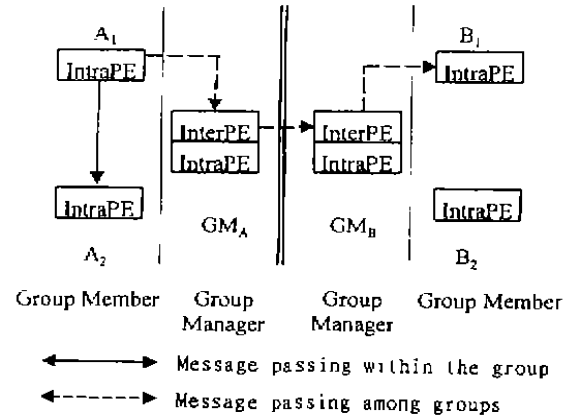 A1 B1
IntraPE IntraPE
InterPE InterPE
IntraPE IntraPE
IntraPE IntraPE
GMA GMB
A2 B2
Group Member Group Manager Group Manager Group Member
Message passing within the group
Message passing among groups